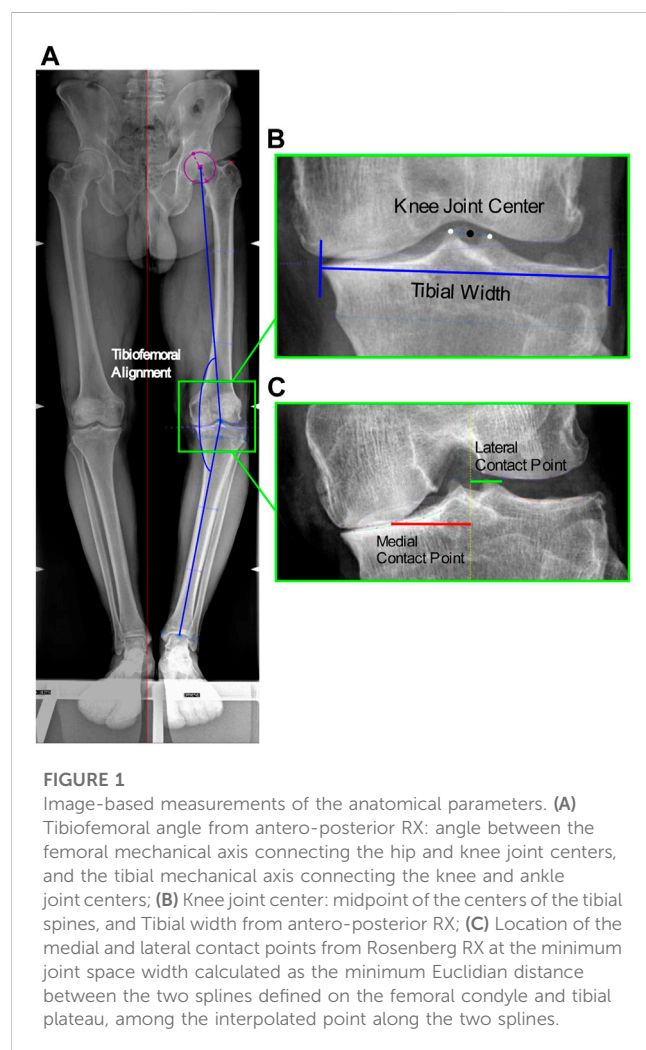 A
B
Knee Joint Center
Tibial Width
Tibiofemoral
Alignment
C
Lateral
Contact Point
Medial
Contact Point
FIGURE 1
Image-based measurements of the anatomical parameters. (A)
Tibiofemoral angle from antero-posterior RX: angle between the
femoral mechanical axis connecting the hip and knee joint centers,
and the tibial mechanical axis connecting the knee and ankle
joint centers; (B) Knee joint center: midpoint of the centers of the tibial
spines, and Tibial width from antero-posterior RX; (C) Location of the
medial and lateral contact points from Rosenberg RX at the minimum
joint space width calculated as the minimum Euclidian distance
between the two splines defined on the femoral condyle and tibial
plateau, among the interpolated point along the two splines.